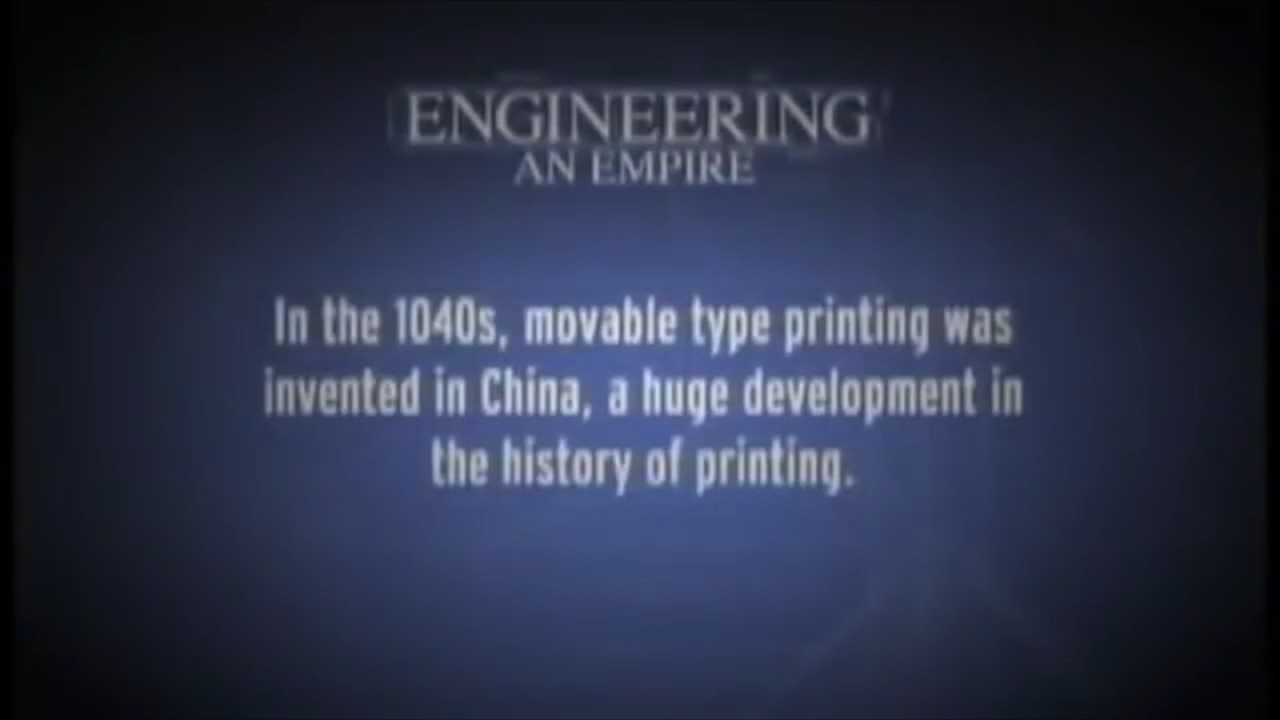 ENGINEERING
AN EMPIRE
In the 1040s, movable type printing was
invented in China, a huge development in
the history of printing.